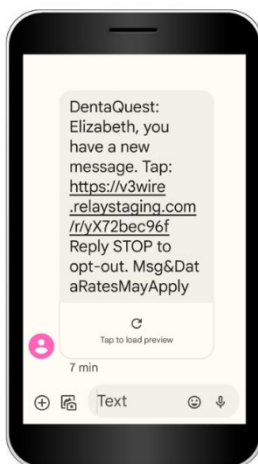 DentaQuest:
Elizabeth, you
have a new
message. Tap:
https://v3wire
.relaystaging.com
/r/yX72bec96f
Reply STOP to
opt-out. Msg&Dat
aRatesMayApply
Tap to load preview
7 min
Text